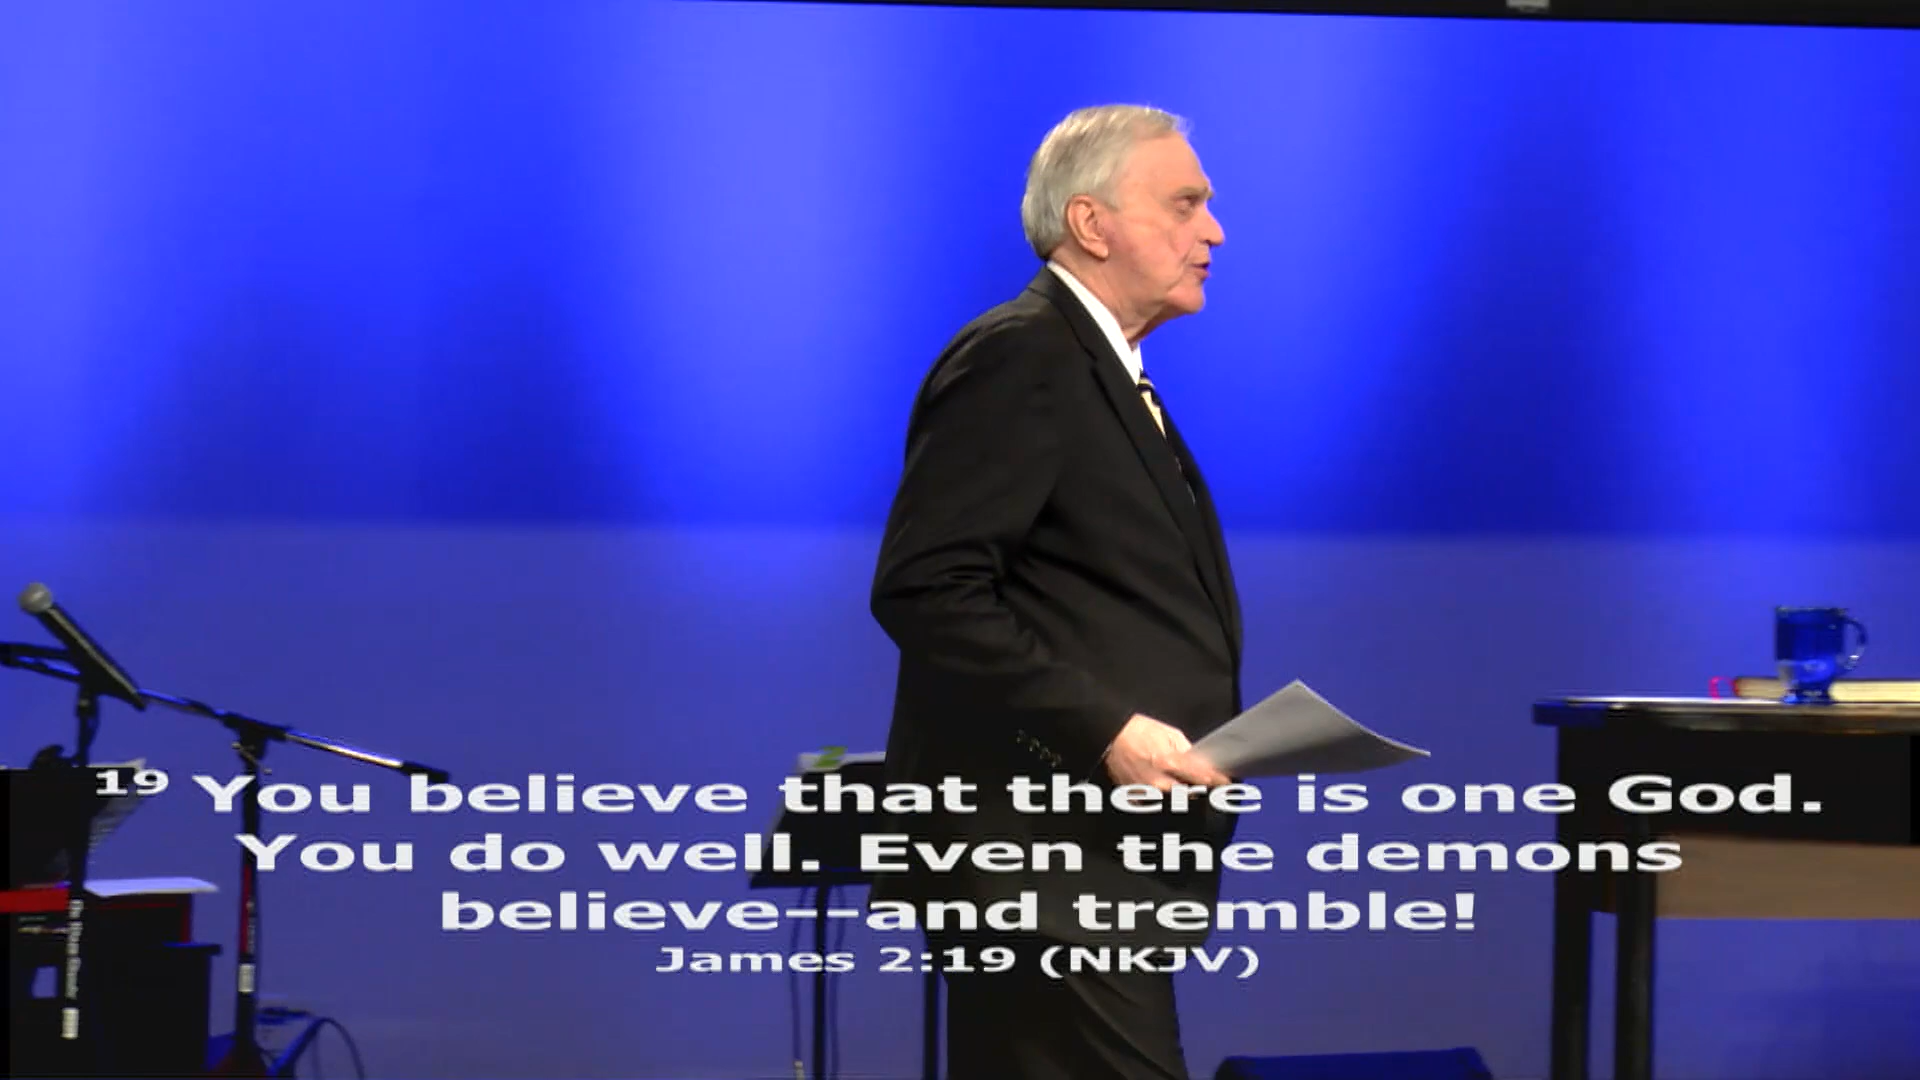 19 You believe that there is one God.
You do well. Even the demons
believe--and tremble!
James 2:19 (NKJV)